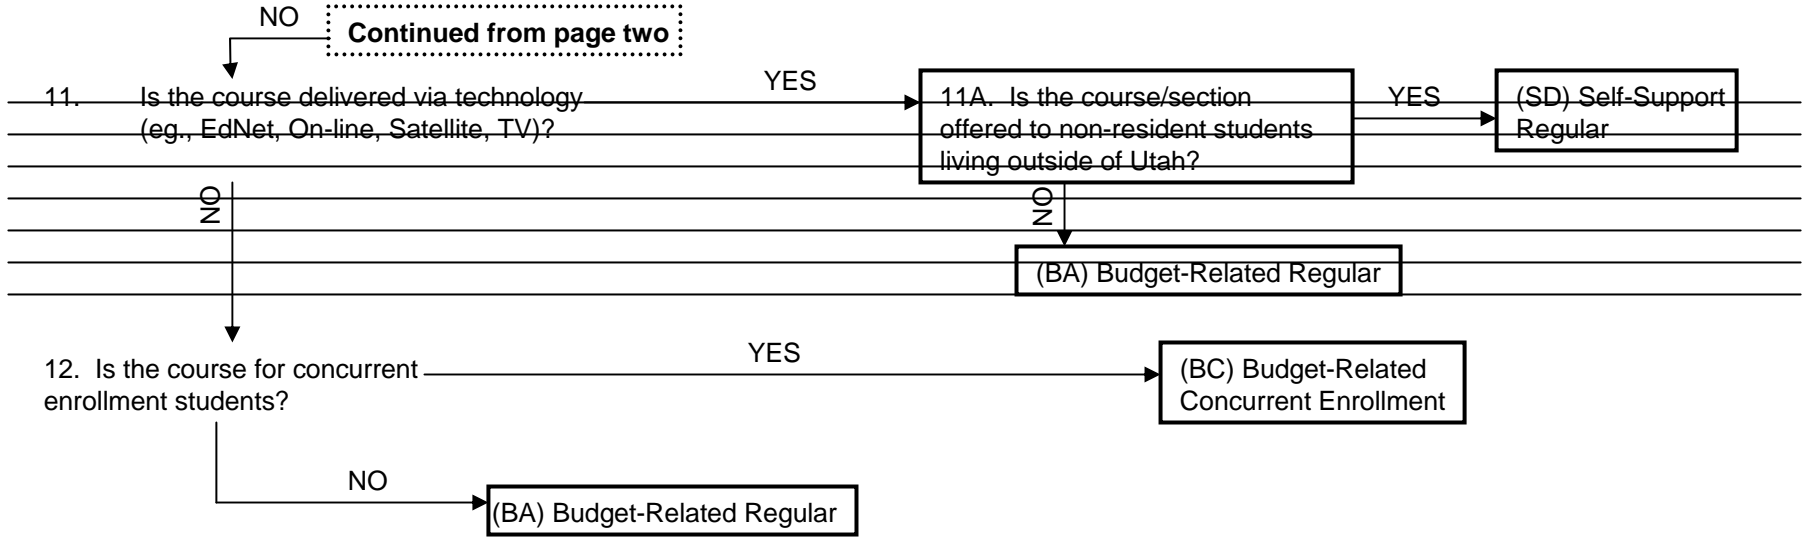 NO
Continued from page two
11. Is the course delivered via technology
(eg., EdNet, On-line, Satellite, TV)?
YES
11A. Is the course/section
offered to non-resident students
living outside of Utah?
YES
(SD) Self-Support
Regular
NO
NO
(BA) Budget-Related Regular
12. Is the course for concurrent
enrollment students?
YES
(BC) Budget-Related
Concurrent Enrollment
NO
(BA) Budget-Related Regular